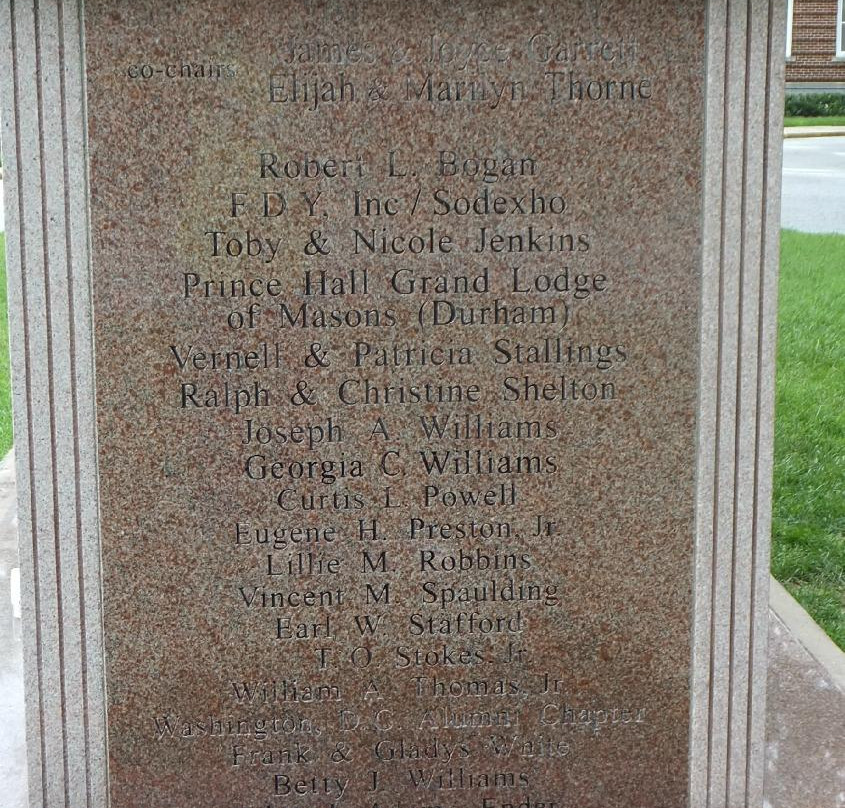 James & Joyce Garrett
co-chairs
Elijah & Marilyn Thorne
Robert L. Bogan
F D Y, Inc / Sodexho
Toby & Nicole Jenkins
Prince Hall Grand Lodge
of Masons (Durham)
Vernell & Patricia Stallings
Ralph & Christine Shelton
Joseph A. Williams
Georgia C Williams
Curtis L. Powell
Eugene H. Preston, Jr.
Lillie M. Robbins
Vincent M. Spaulding
Earl W. Stafford
T. O. Stokes, Jr.
William A. Thomas, Jr.
Washington, D.C. Alumni Chapter
Frank & Gladys White
Betty J. Williams